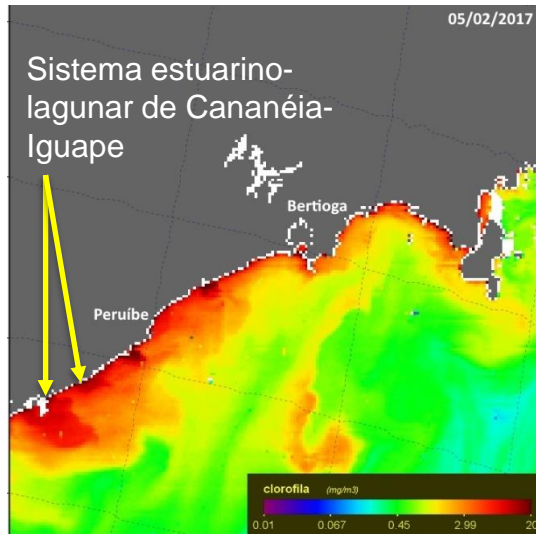 05/02/2017
Sistema estuarino-
lagunar de Cananéia-
Iguape
Bertioga
Peruíbe
clorofila (mg/m3)
0.01 0.067 0.45 2.99 20